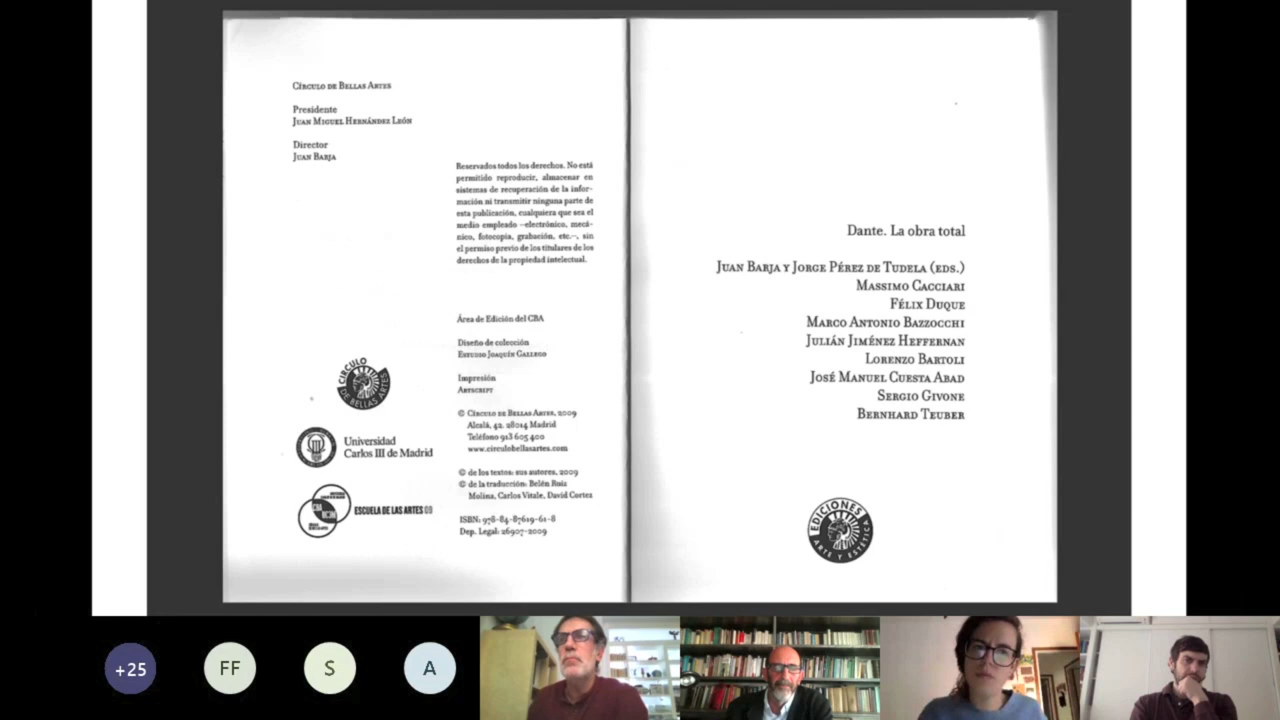 Círculo de Bellas Artes
Presidente
Juan Miguel Hernández León
Director
Juan Barja
Reservados todos los derechos. No está
permitido reproducir, almacenar en
sistemas de recuperación de la infor-
mación ni transmitir ninguna parte de
esta publicación, cualquiera que sea el
medio empleado –electrónico, mecá-
nico, fotocopia, grabación, etc.–, sin
el permiso previo de los titulares de los
derechos de la propiedad intelectual.
Área de Edición del CBA
Diseño de colección
Estudio Joaquín Gallego
Impresión
Artscript
© Círculo de Bellas Artes, 2009
Alcalá, 42. 28014 Madrid
Teléfono 913 605 400
www.circulobellasartes.com
© de los textos: sus autores, 2009
© de la traducción: Belén Ruiz
Molina, Carlos Vitale, David Cortez
ISBN: 978-84-87619-61-8
Dep. Legal: 26907-2009
CÍRCULO
DE BELLAS ARTES
Universidad
Carlos III de Madrid
ESCUELA DE LAS ARTES 09
Dante. La obra total
Juan Barja y Jorge Pérez de Tudela (eds.)
Massimo Cacciari
Félix Duque
Marco Antonio Bazzocchi
Julián Jiménez Heffernan
Lorenzo Bartoli
José Manuel Cuesta Abad
Sergio Givone
Bernhard Teuber
EDICIONES
ARTE Y ESTÉTICA
+25
FF
S
A